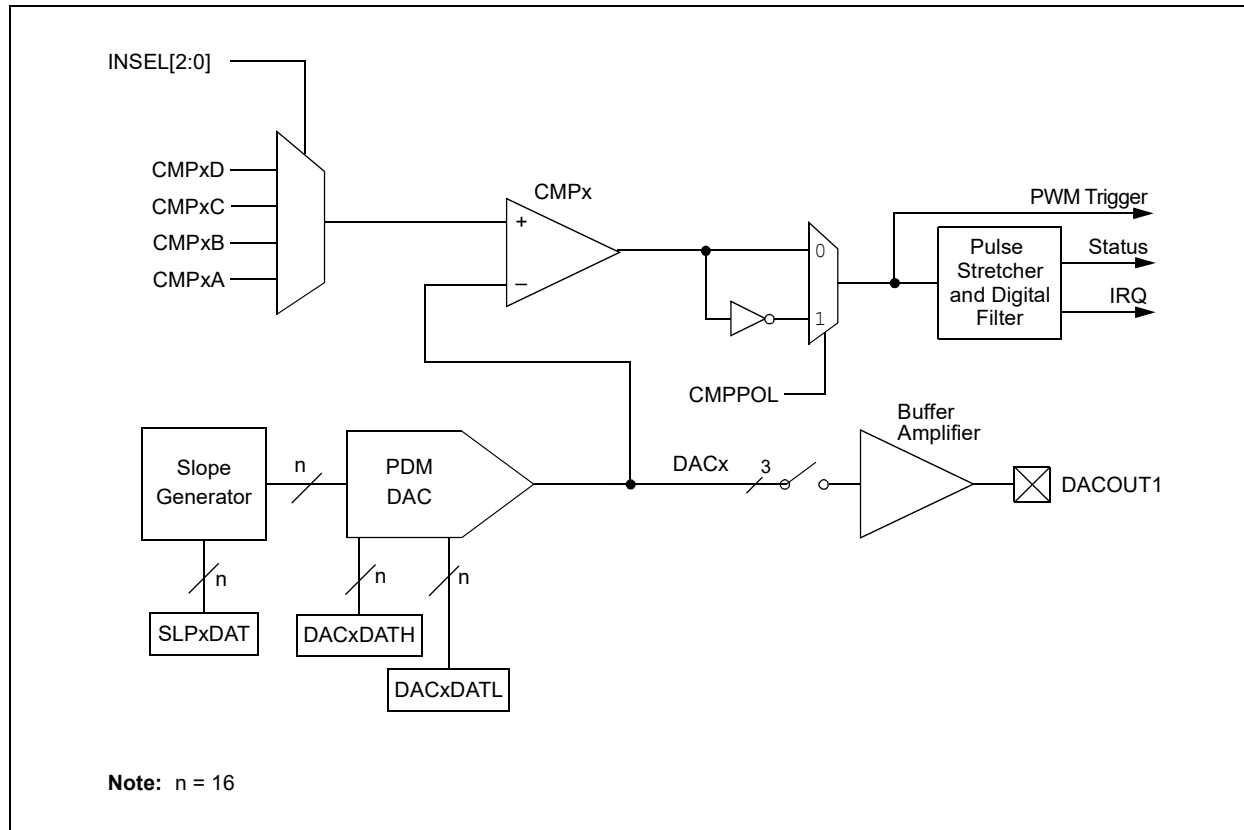 INSEL[2:0]
CMPxD
CMPxC
CMPxB
CMPxA
CMPx
+
–
0
1
CMPPOL
PWM Trigger
Pulse
Stretcher
and Digital
Filter
Status
IRQ
Slope
Generator
n
PDM
DAC
DACx
3
Buffer
Amplifier
DACOUT1
n
n
n
SLPxDAT
DACxDATH
DACxDATL
Note: n = 16